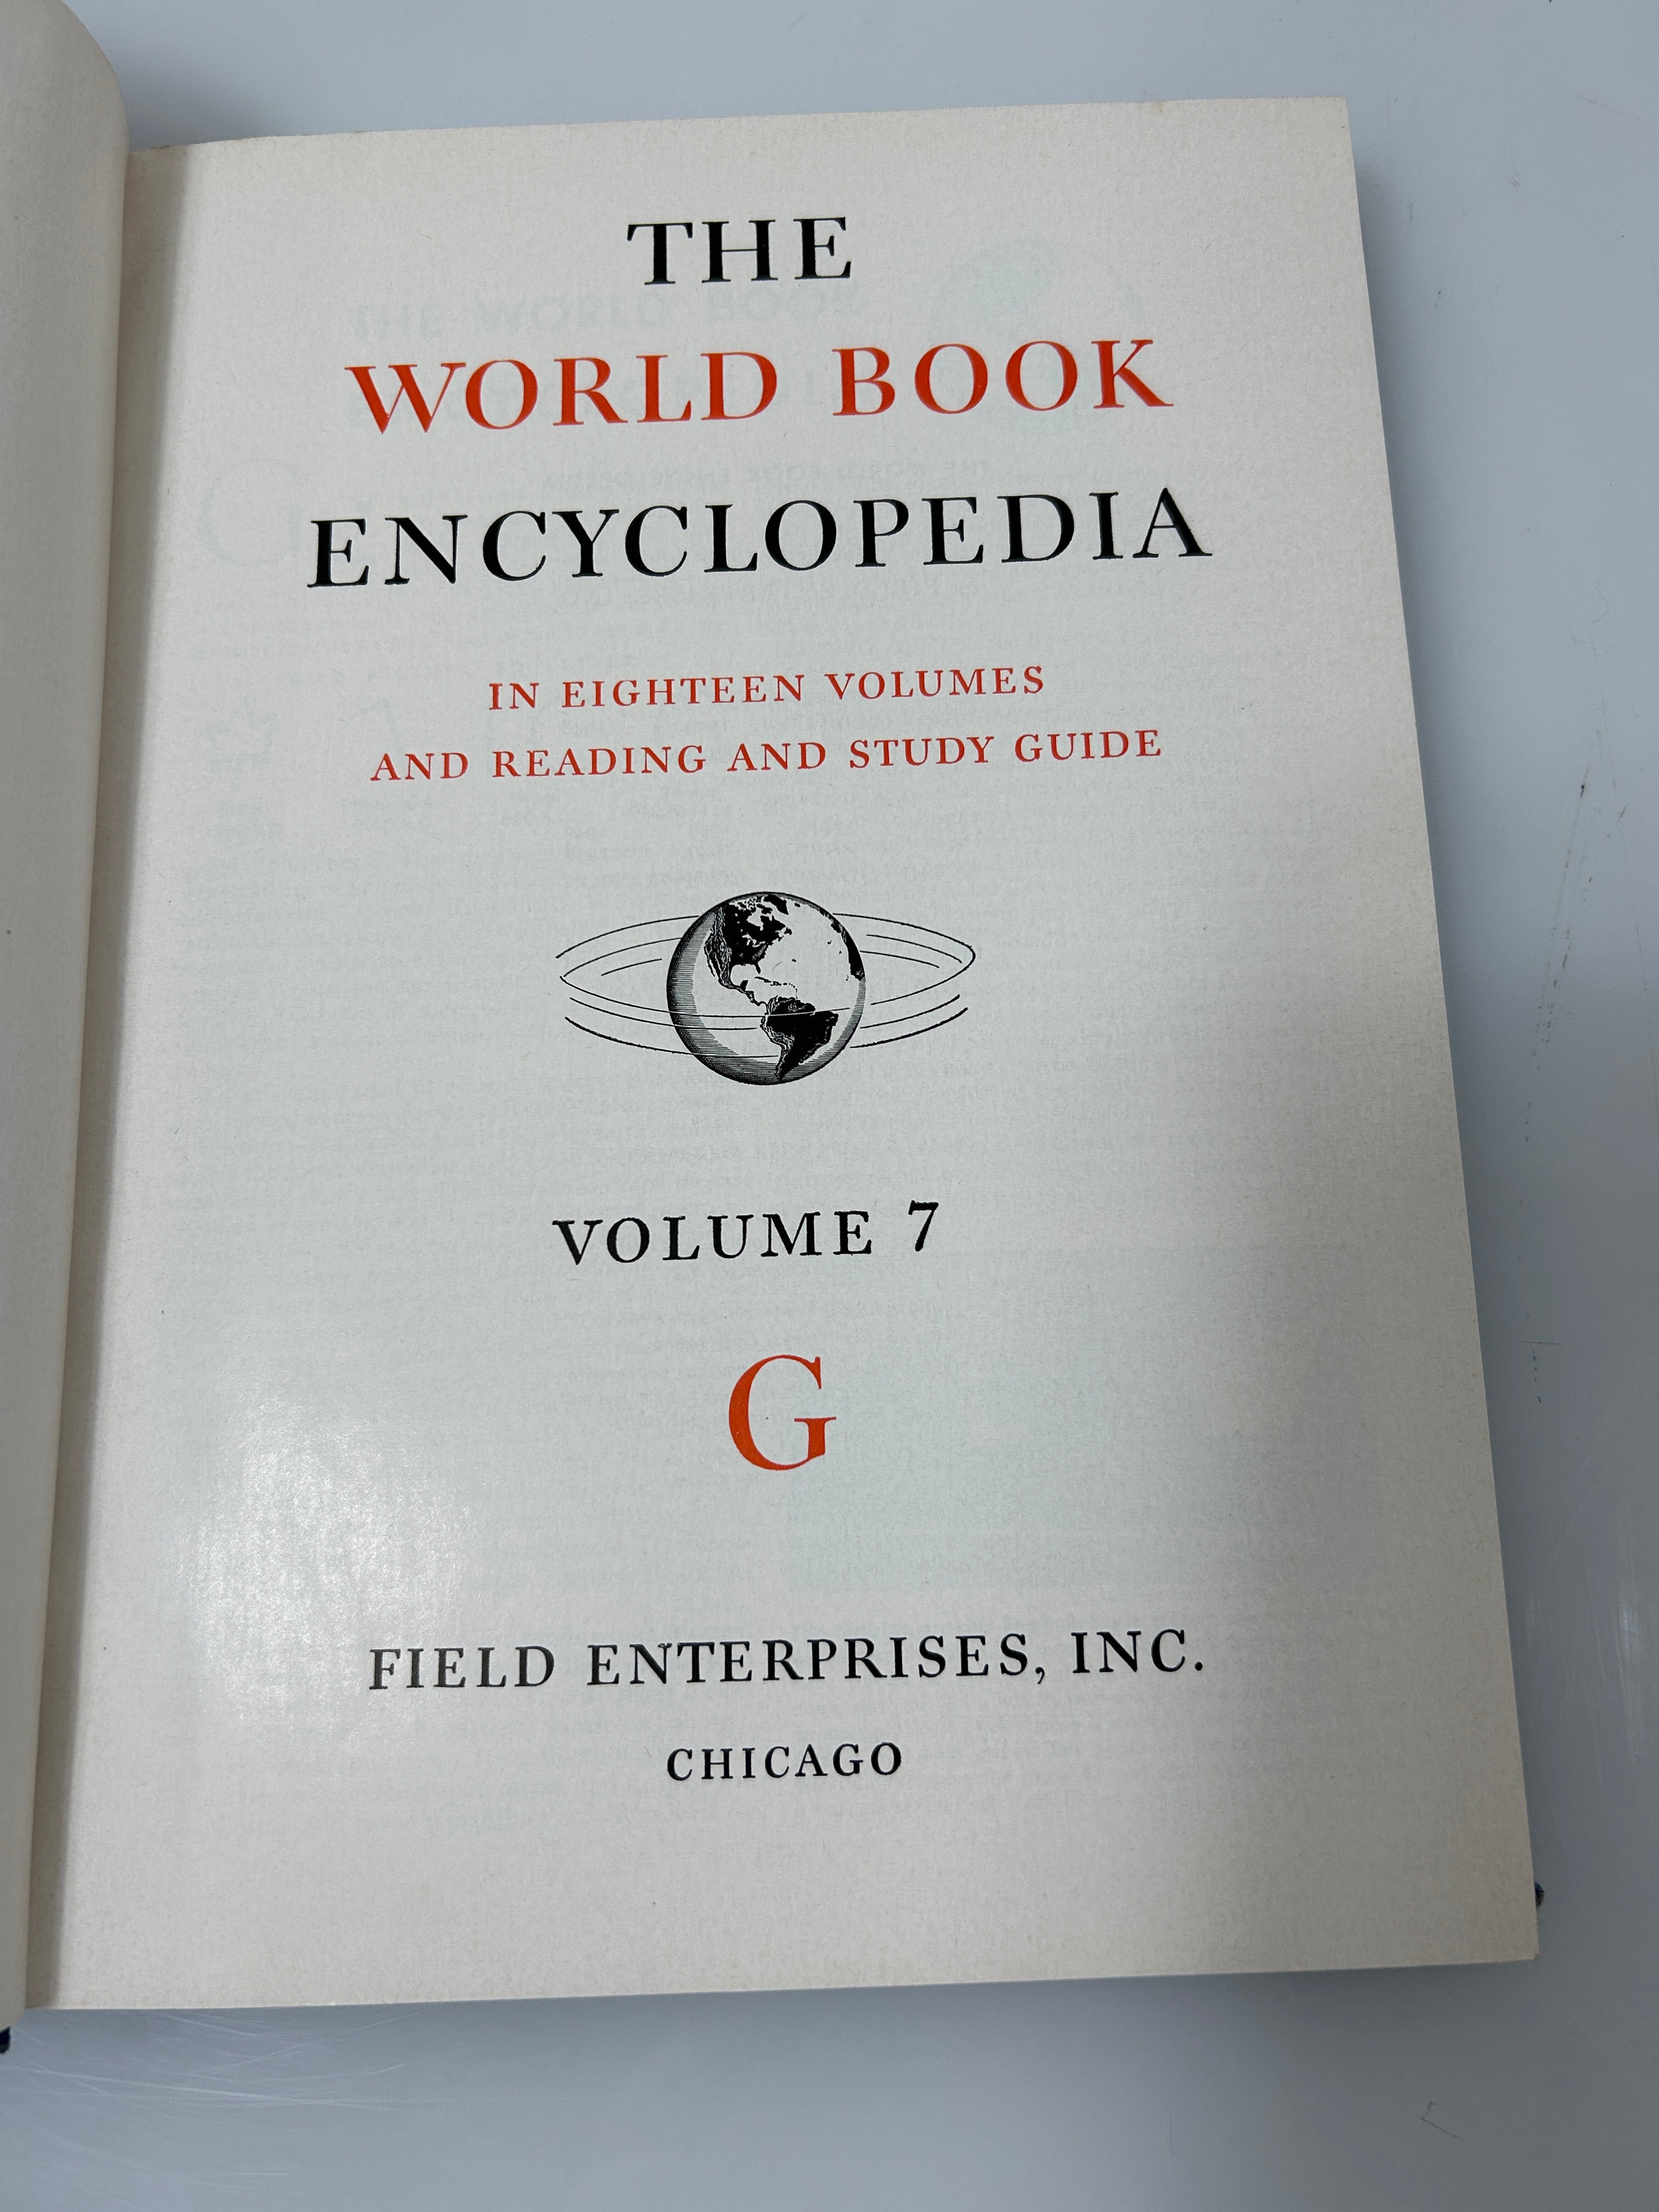 THE
WORLD BOOK
ENCYCLOPEDIA
IN EIGHTEEN VOLUMES
AND READING AND STUDY GUIDE
VOLUME 7
G
FIELD ENTERPRISES, INC.
CHICAGO